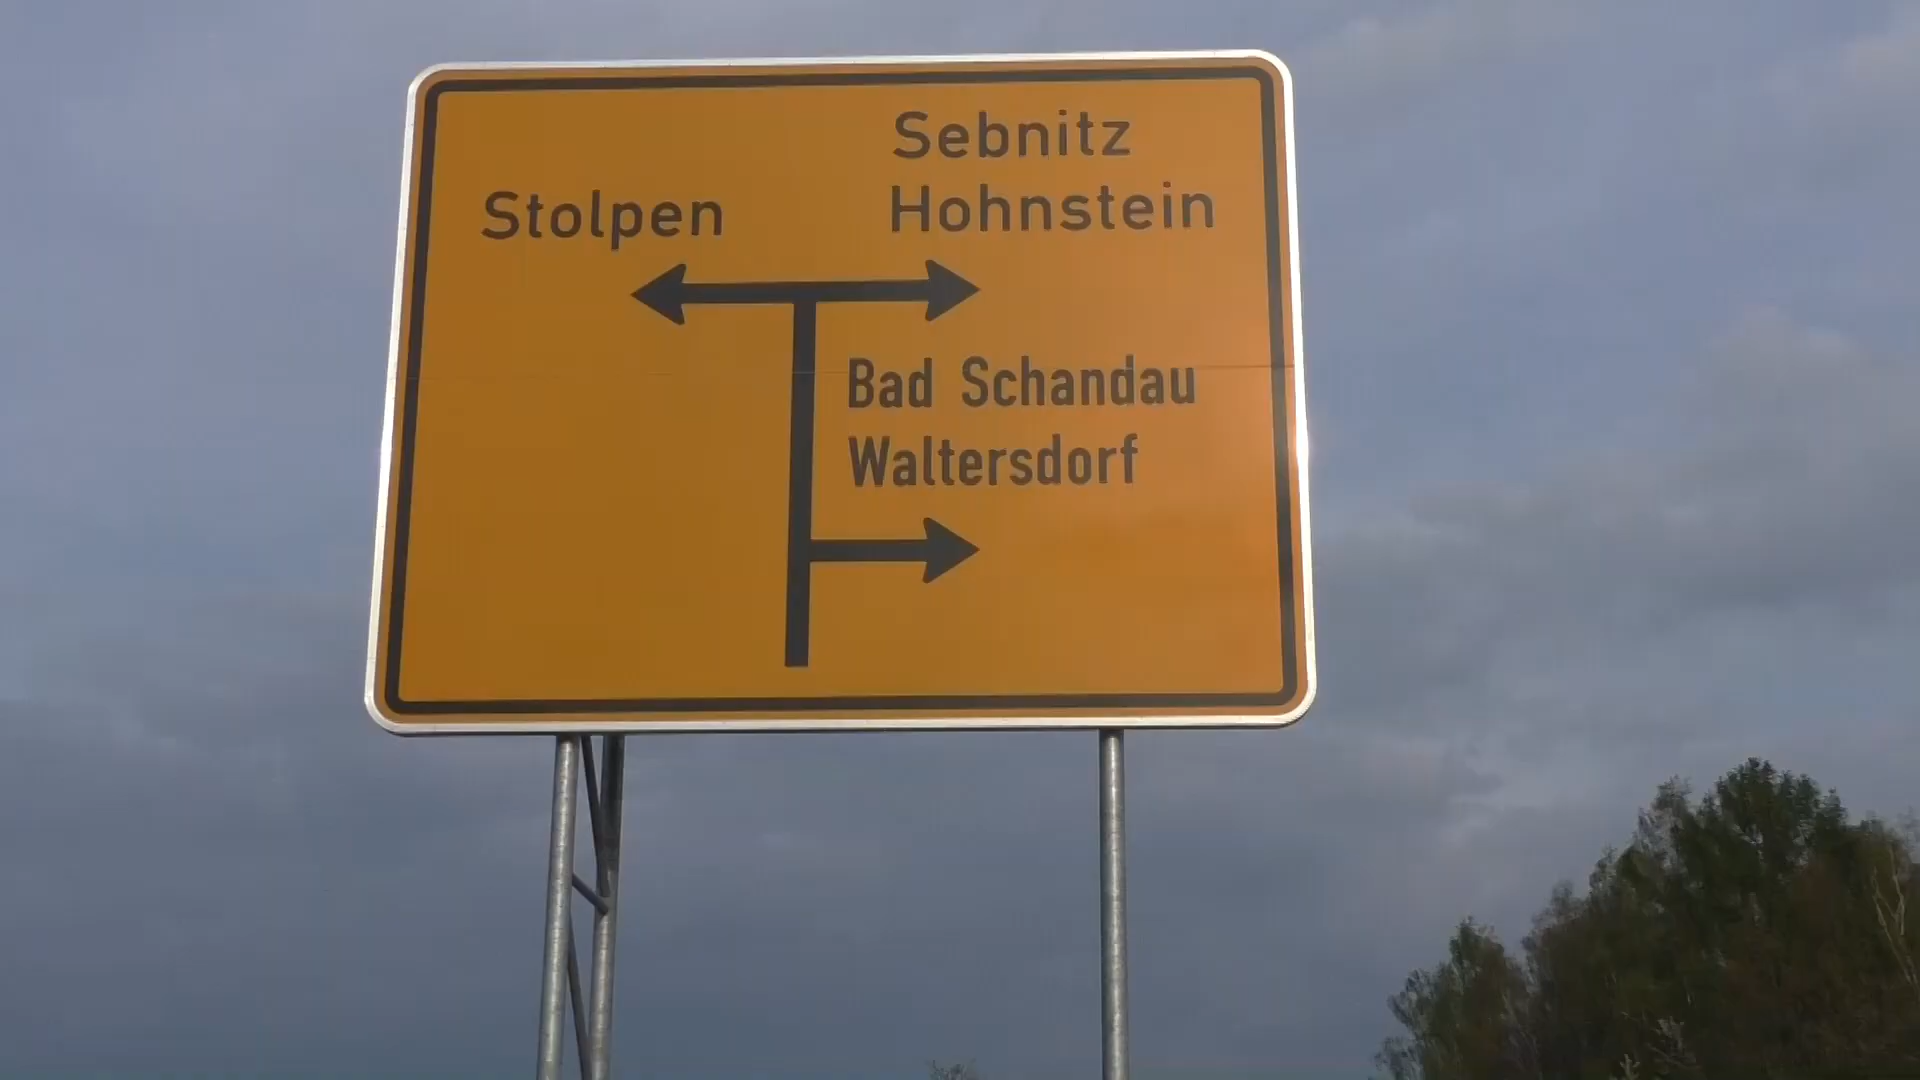 Stolpen
Sebnitz
Hohnstein
Bad Schandau
Waltersdorf